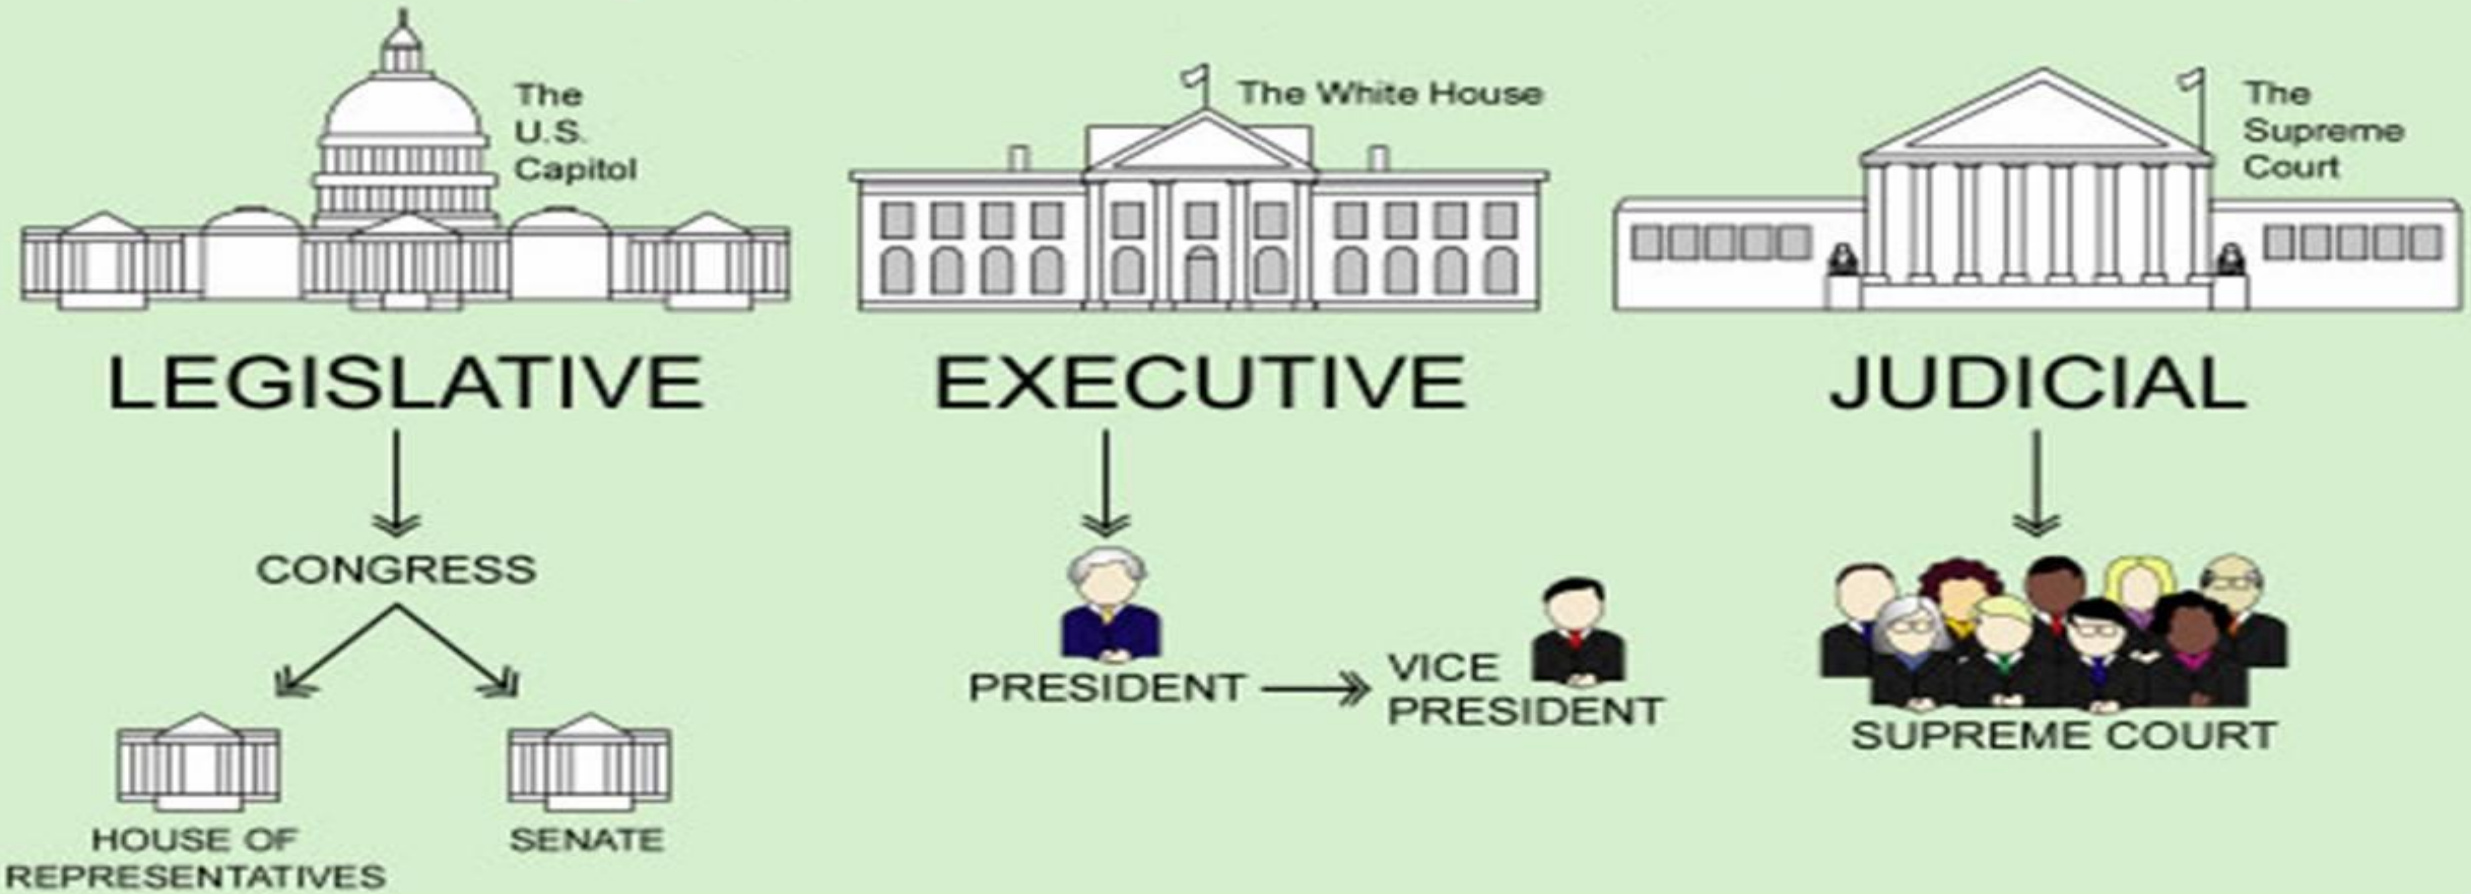 The
U.S.
Capitol
The White House
The
Supreme
Court
LEGISLATIVE
EXECUTIVE
JUDICIAL
CONGRESS
PRESIDENT
VICE
PRESIDENT
SUPREME COURT
HOUSE OF
REPRESENTATIVES
SENATE